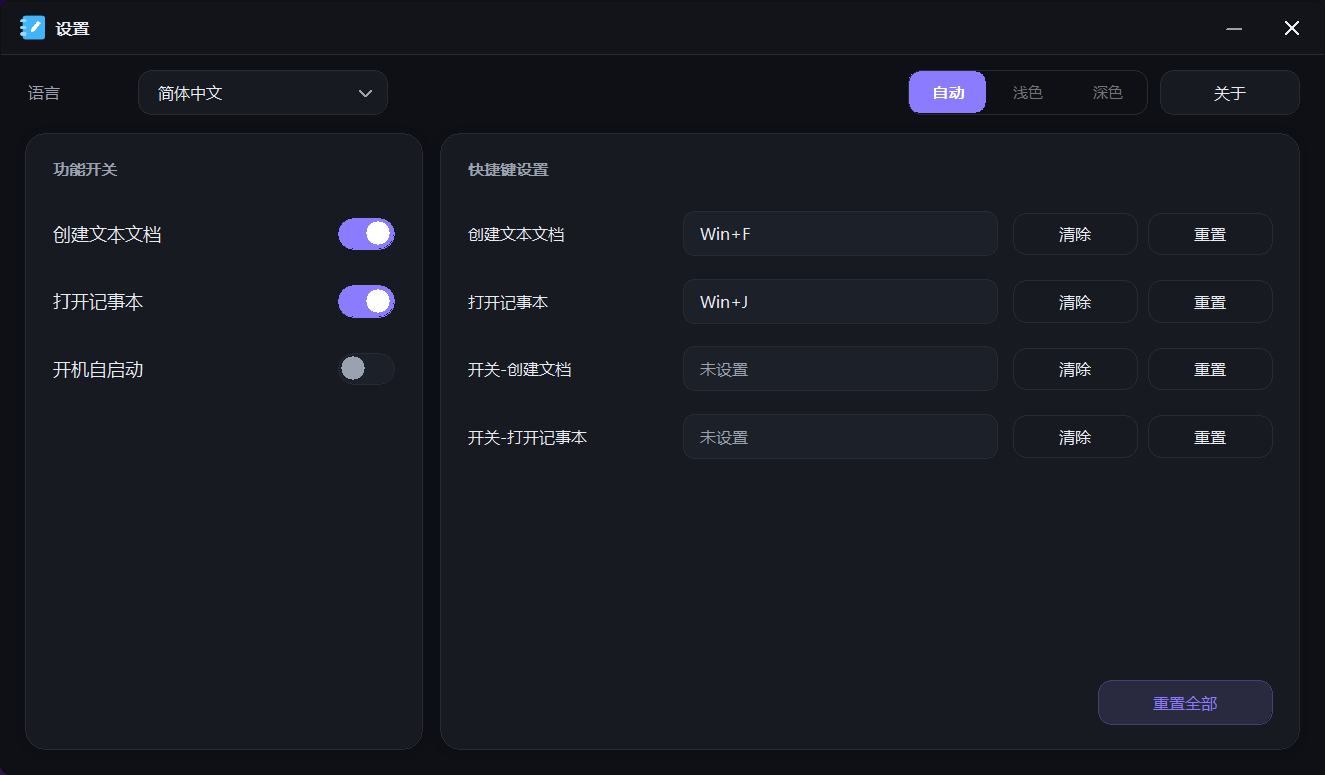 设置
语言 简体中文 自动 浅色 深色 关于
功能开关
创建文本文档
打开记事本
开机自启动
快捷键设置
创建文本文档 Win+F 清除 重置
打开记事本 Win+J 清除 重置
开关-创建文档 未设置 清除 重置
开关-打开记事本 未设置 清除 重置
重置全部